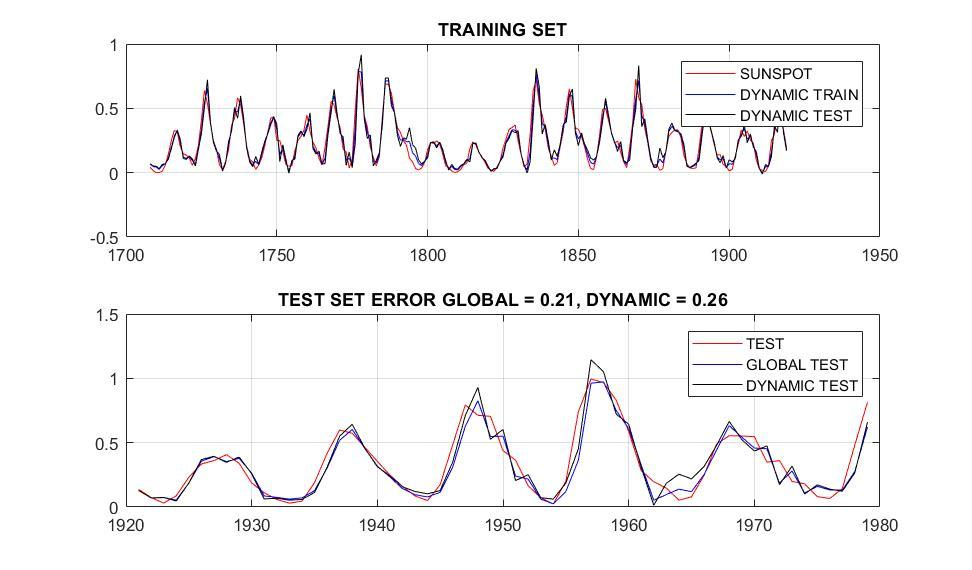 TRAINING SET
1
0.5
0
-0.5
SUNSPOT
DYNAMIC TRAIN
DYNAMIC TEST
1700 1750 1800 1850 1900 1950
TEST SET ERROR GLOBAL = 0.21, DYNAMIC = 0.26
1.5
1
0.5
0
TEST
GLOBAL TEST
DYNAMIC TEST
1920 1930 1940 1950 1960 1970 1980